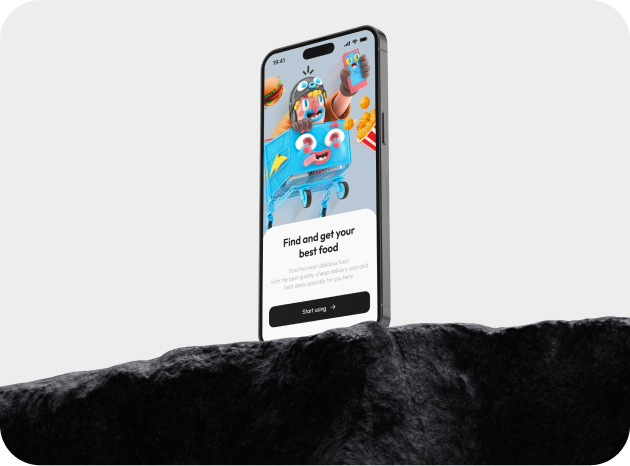 19:41
Find and get your
best food
Find the most delicious food
with the best quality, cheap delivery cost and
best deals specially for you here.
Start using →